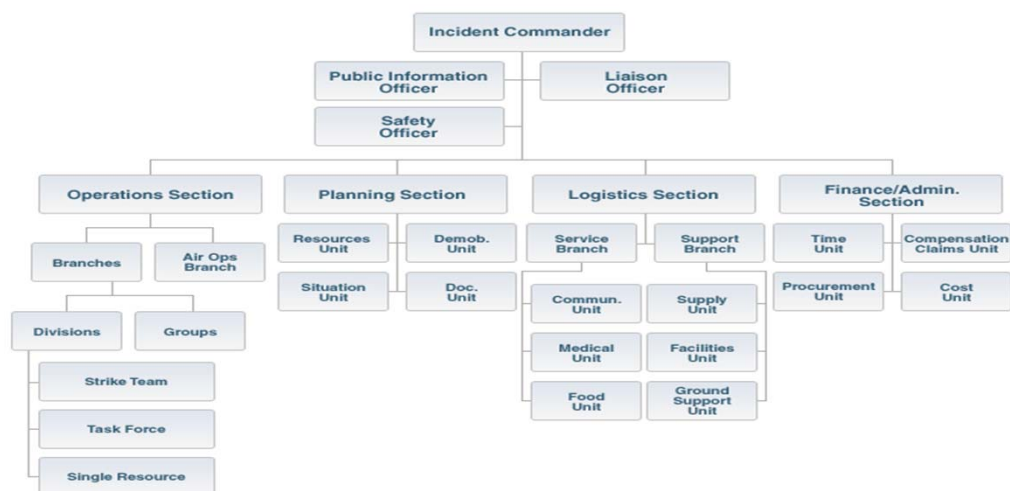 Incident Commander
Public Information
Officer
Liaison
Officer
Safety
Officer
Operations Section
Planning Section
Logistics Section
Finance/Admin.
Section
Branches
Air Ops
Branch
Divisions
Groups
Strike Team
Task Force
Single Resource
Resources
Unit
Demob.
Unit
Situation
Unit
Doc.
Unit
Service
Branch
Support
Branch
Commun.
Unit
Supply
Unit
Medical
Unit
Facilities
Unit
Food
Unit
Ground
Support
Unit
Time
Unit
Compensation
Claims Unit
Procurement
Unit
Cost
Unit